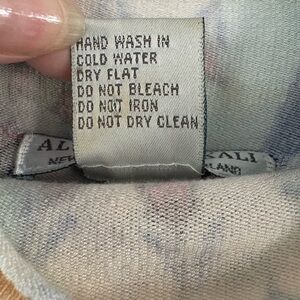 HAND WASH IN
COLD WATER
DRY FLAT
DO NOT BLEACH
DO NOT IRON
DO NOT DRY CLEAN